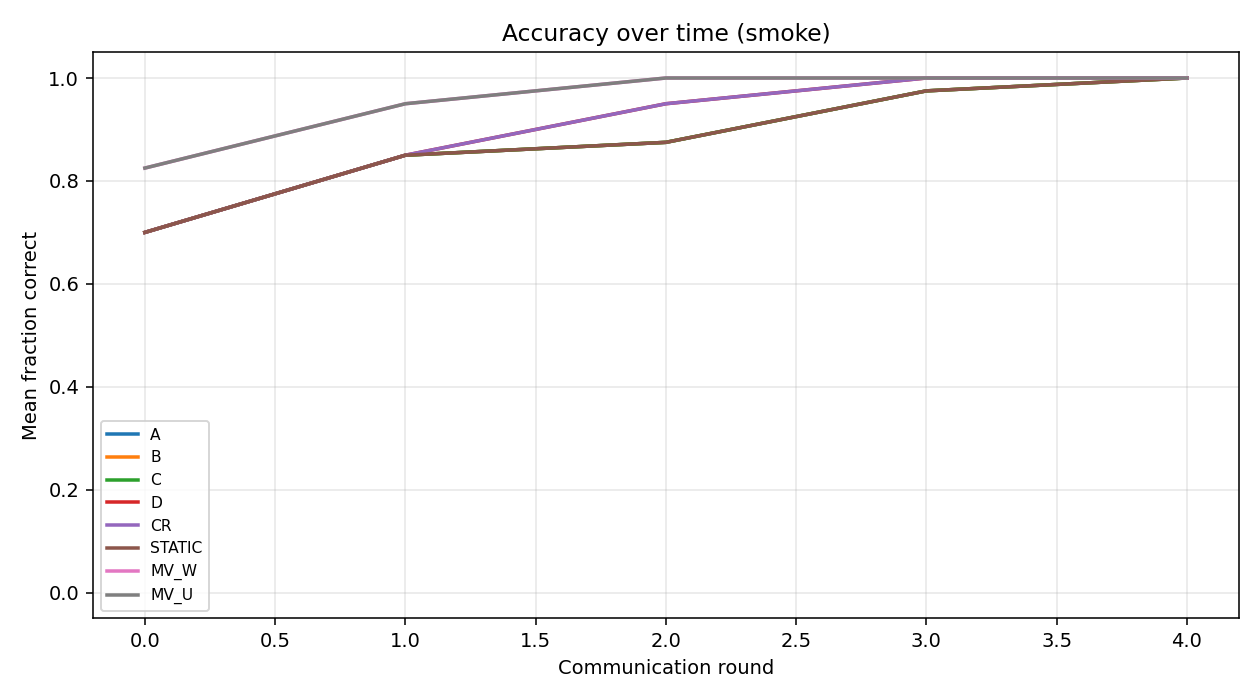 Accuracy over time (smoke)
Mean fraction correct
1.0
0.8
0.6
0.4
0.2
0.0
A
B
C
D
CR
STATIC
MV_W
MV_U
0.0 0.5 1.0 1.5 2.0 2.5 3.0 3.5 4.0
Communication round